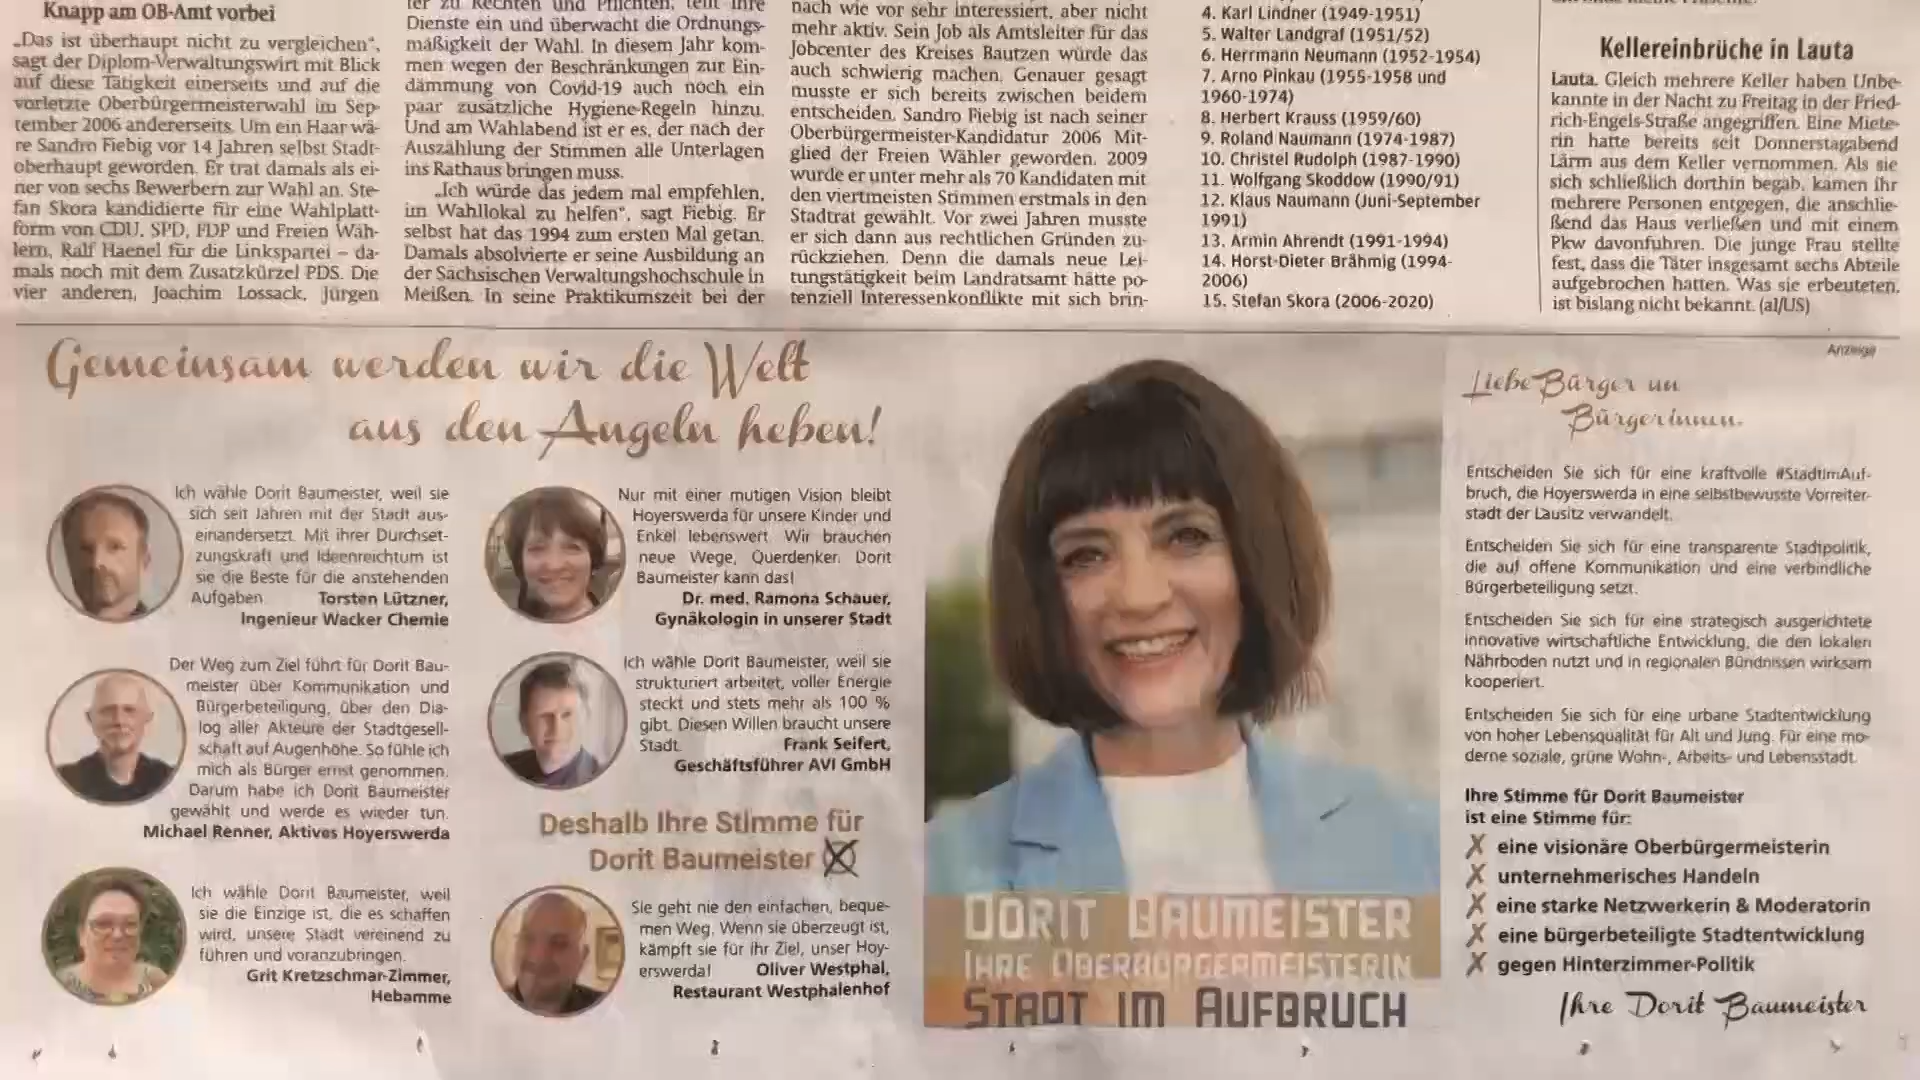 Knapp am OB-Amt vorbei
„Das ist überhaupt nicht zu vergleichen“,
sagt der Diplom-Verwaltungswirt mit Blick
auf diese Tätigkeit einerseits und auf die
vorletzte Oberbürgermeisterwahl im Sep-
tember 2006 andererseits. Um ein Haar wä-
re Sandro Fiebig vor 14 Jahren selbst Stadt-
oberhaupt geworden. Er trat damals als ei-
ner von sechs Bewerbern zur Wahl an. Ste-
fan Skora kandidierte für eine Wahlplatt-
form von CDU, SPD, FDP und Freien Wäh-
lern, Ralf Haenel für die Linkspartei – da-
mals noch mit dem Zusatzkürzel PDS. Die
vier anderen, Joachim Lossack, Jürgen
ler zu Rechten und Pflichten, teilt ihre
Dienste ein und überwacht die Ordnungs-
mäßigkeit der Wahl. In diesem Jahr kom-
men wegen der Beschränkungen zur Ein-
dämmung von Covid-19 auch noch ein
paar zusätzliche Hygiene-Regeln hinzu.
Und am Wahlabend ist er es, der nach der
Auszählung der Stimmen alle Unterlagen
ins Rathaus bringen muss.
„Ich würde das jedem mal empfehlen,
im Wahllokal zu helfen“, sagt Fiebig. Er
selbst hat das 1994 zum ersten Mal getan.
Damals absolvierte er seine Ausbildung an
der Sächsischen Verwaltungshochschule in
Meißen. In seine Praktikumszeit bei der
nach wie vor sehr interessiert, aber nicht
mehr aktiv. Sein Job als Amtsleiter für das
Jobcenter des Kreises Bautzen würde das
auch schwierig machen. Genauer gesagt
musste er sich bereits zwischen beidem
entscheiden. Sandro Fiebig ist nach seiner
Oberbürgermeister-Kandidatur 2006 Mit-
glied der Freien Wähler geworden. 2009
wurde er unter mehr als 70 Kandidaten mit
den viertmeisten Stimmen erstmals in den
Stadtrat gewählt. Vor zwei Jahren musste
er sich dann aus rechtlichen Gründen zu-
rückziehen. Denn die damals neue Lei-
tungstätigkeit beim Landratsamt hätte po-
tenziell Interessenkonflikte mit sich brin-
4. Karl Lindner (1949-1951)
5. Walter Landgraf (1951/52)
6. Herrmann Neumann (1952-1954)
7. Arno Pinkau (1955-1958 und
1960-1974)
8. Herbert Krauss (1959/60)
9. Roland Naumann (1974-1987)
10. Christel Rudolph (1987-1990)
11. Wolfgang Skoddow (1990/91)
12. Klaus Naumann (Juni-September
1991)
13. Armin Ahrendt (1991-1994)
14. Horst-Dieter Brähmig (1994-
2006)
15. Stefan Skora (2006-2020)
Kellereinbrüche in Lauta
Lauta. Gleich mehrere Keller haben Unbe-
kannte in der Nacht zu Freitag in der Fried-
rich-Engels-Straße angegriffen. Eine Miete-
rin hatte bereits seit Donnerstagabend
Lärm aus dem Keller vernommen. Als sie
sich schließlich dorthin begab, kamen ihr
mehrere Personen entgegen, die anschlie-
ßend das Haus verließen und mit einem
Pkw davonfuhren. Die junge Frau stellte
fest, dass die Täter insgesamt sechs Abteile
aufgebrochen hatten. Was sie erbeuteten,
ist bislang nicht bekannt. (al/US)
Anzeige
Gemeinsam werden wir die Welt
aus den Angeln heben!
Ich wähle Dorit Baumeister, weil sie
sich seit Jahren mit der Stadt aus-
einandersetzt. Mit ihrer Durchset-
zungskraft und Ideenreichtum ist
sie die Beste für die anstehenden
Aufgaben. Torsten Lützner,
Ingenieur Wacker Chemie
Der Weg zum Ziel führt für Dorit Bau-
meister über Kommunikation und
Bürgerbeteiligung, über den Dia-
log aller Akteure der Stadtgesell-
schaft auf Augenhöhe. So fühle ich
mich als Bürger ernst genommen.
Darum habe ich Dorit Baumeister
gewählt und werde es wieder tun.
Michael Renner, Aktives Hoyerswerda
Ich wähle Dorit Baumeister, weil
sie die Einzige ist, die es schaffen
wird, unsere Stadt vereinend zu
führen und voranzubringen.
Grit Kretzschmar-Zimmer,
Hebamme
Nur mit einer mutigen Vision bleibt
Hoyerswerda für unsere Kinder und
Enkel lebenswert. Wir brauchen
neue Wege, Querdenker. Dorit
Baumeister kann das!
Dr. med. Ramona Schauer,
Gynäkologin in unserer Stadt
Ich wähle Dorit Baumeister, weil sie
strukturiert arbeitet, voller Energie
steckt und stets mehr als 100 %
gibt. Diesen Willen braucht unsere
Stadt. Frank Seifert,
Geschäftsführer AVI GmbH
Deshalb Ihre Stimme für
Dorit Baumeister
Sie geht nie den einfachen, beque-
men Weg. Wenn sie überzeugt ist,
kämpft sie für ihr Ziel, unser Hoy-
erswerda! Oliver Westphal,
Restaurant Westphalenhof
DORIT BAUMEISTER
IHRE OBERBÜRGERMEISTERIN
STADT IM AUFBRUCH
Liebe Bürger un
Bürgerinnen.
Entscheiden Sie sich für eine kraftvolle #StadtImAuf-
bruch, die Hoyerswerda in eine selbstbewusste Vorreiter-
stadt der Lausitz verwandelt.
Entscheiden Sie sich für eine transparente Stadtpolitik,
die auf offene Kommunikation und eine verbindliche
Bürgerbeteiligung setzt.
Entscheiden Sie sich für eine strategisch ausgerichtete
innovative wirtschaftliche Entwicklung, die den lokalen
Nährboden nutzt und in regionalen Bündnissen wirksam
kooperiert.
Entscheiden Sie sich für eine urbane Stadtentwicklung
von hoher Lebensqualität für Alt und Jung. Für eine mo-
derne soziale, grüne Wohn-, Arbeits- und Lebensstadt.
Ihre Stimme für Dorit Baumeister
ist eine Stimme für:
eine visionäre Oberbürgermeisterin
unternehmerisches Handeln
eine starke Netzwerkerin & Moderatorin
eine bürgerbeteiligte Stadtentwicklung
gegen Hinterzimmer-Politik
Ihre Dorit Baumeister